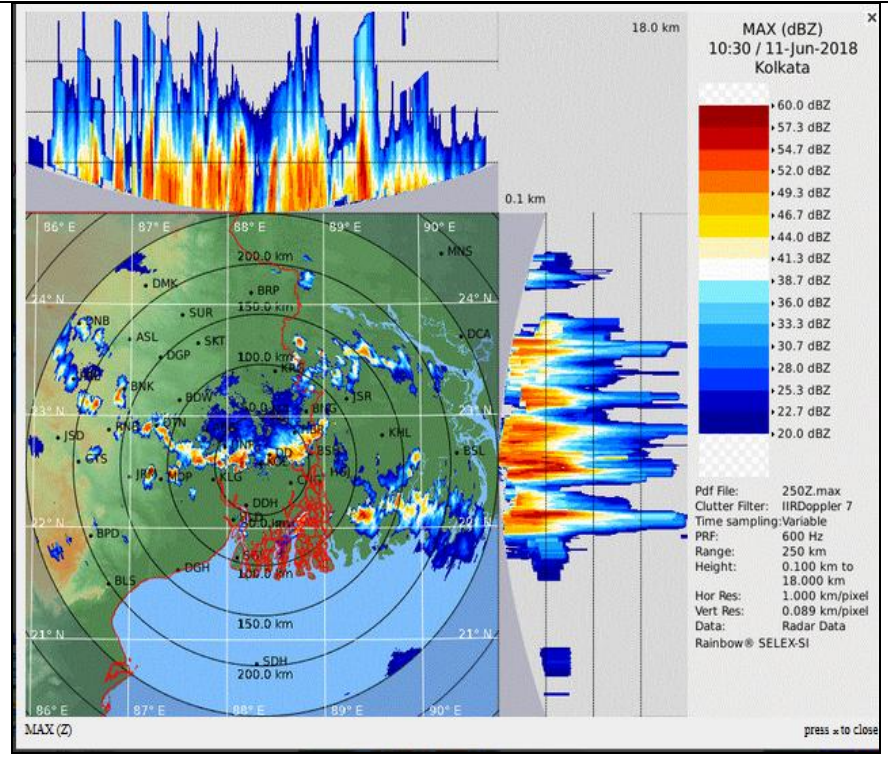 ×
18.0 km
MAX (dBZ)
10:30 / 11-Jun-2018
Kolkata
60.0 dBZ
57.3 dBZ
54.7 dBZ
52.0 dBZ
49.3 dBZ
46.7 dBZ
44.0 dBZ
41.3 dBZ
38.7 dBZ
36.0 dBZ
33.3 dBZ
30.7 dBZ
28.0 dBZ
25.3 dBZ
22.7 dBZ
20.0 dBZ
0.1 km
86° E 87° E 88° E 89° E 90° E
MNS
200.0 km
DMK
BRP
24° N 24° N
150.0 km
SUR
DNB
DCA
ASL
SKT
DGP
100.0 km
BNK
BDW
JSR
23° N 23° N
KHL
JSD
BSL
MDP
KLG
DDH
22° N
BPD
DGH
100.0 km
BLS
150.0 km
21° N 21° N
SDH
200.0 km
86° E 87° E 88° E 89° E 90° E
Pdf File: 250Z.max
Clutter Filter: IIRDoppler 7
Time sampling:Variable
PRF: 600 Hz
Range: 250 km
Height: 0.100 km to
18.000 km
Hor Res: 1.000 km/pixel
Vert Res: 0.089 km/pixel
Data: Radar Data
Rainbow® SELEX-SI
MAX (Z)
press × to close